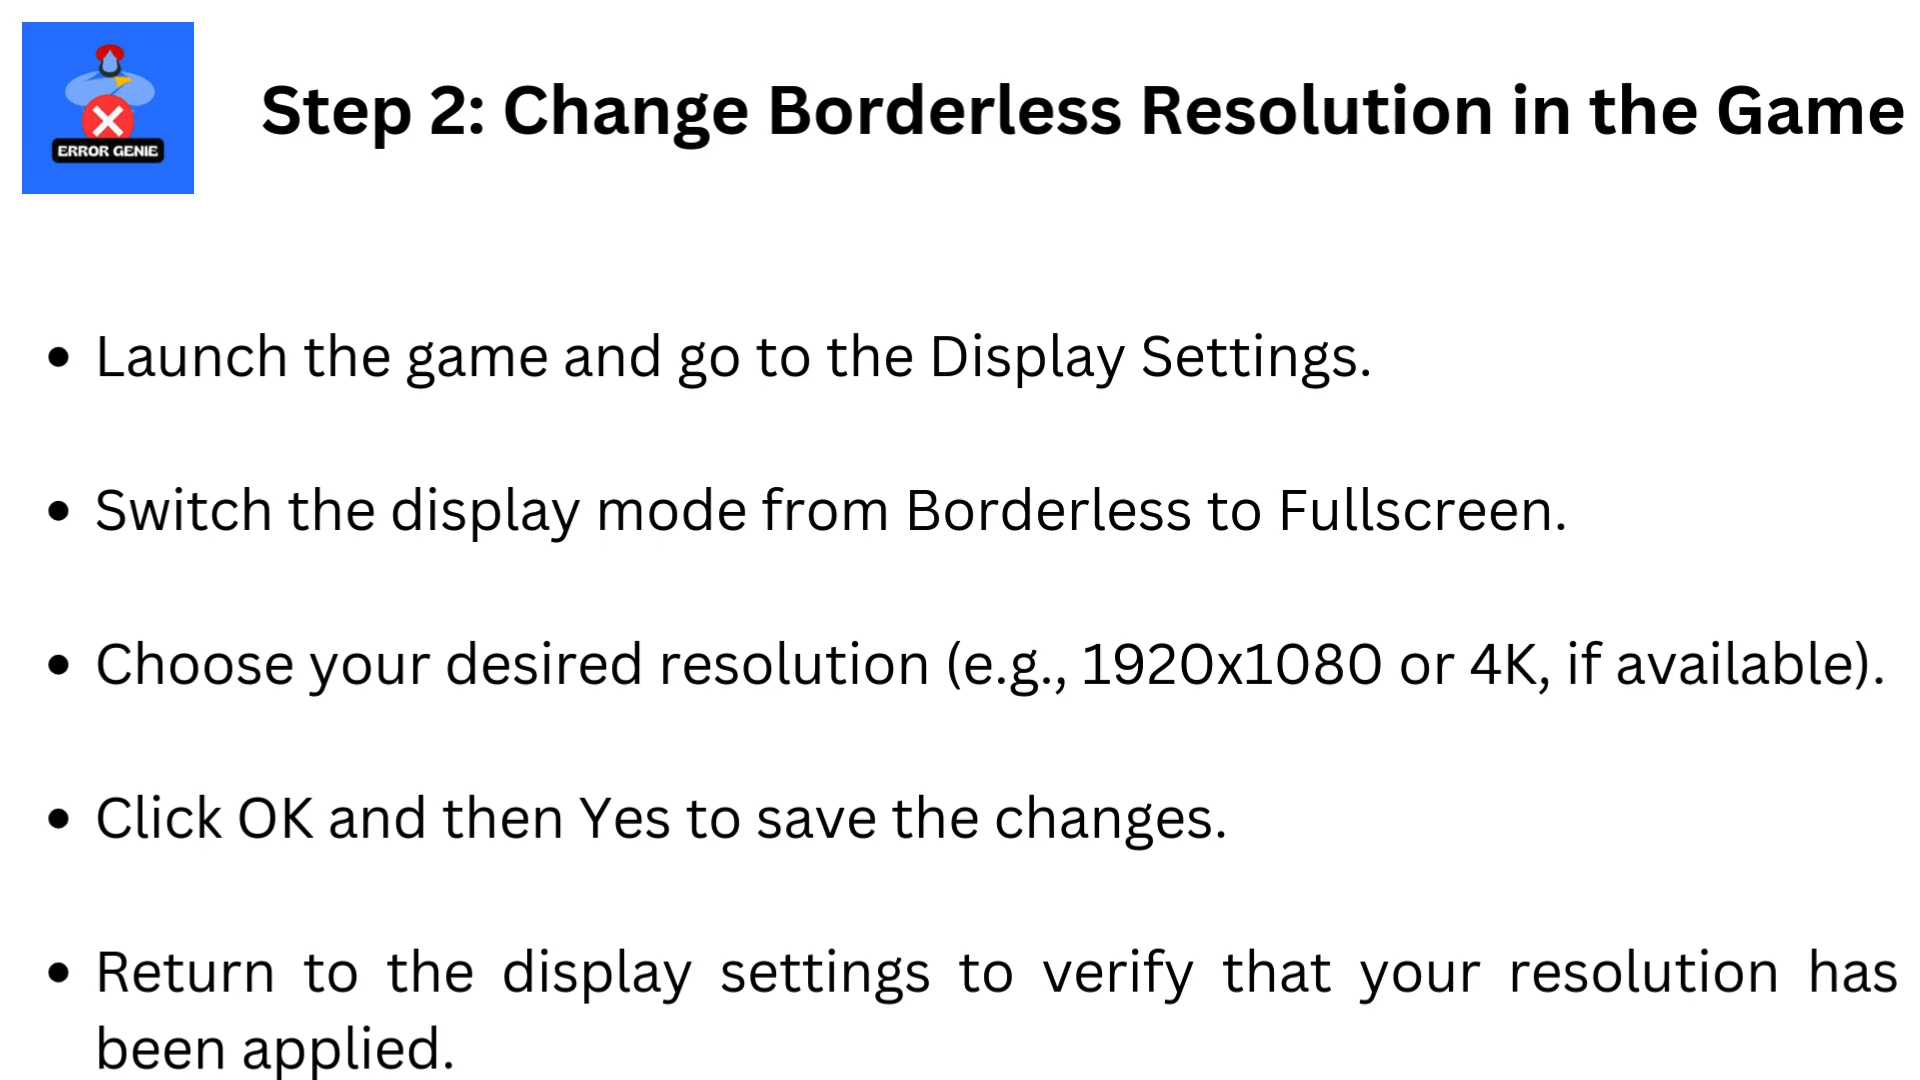 ERROR GENIE
Step 2: Change Borderless Resolution in the Game
• Launch the game and go to the Display Settings.
• Switch the display mode from Borderless to Fullscreen.
• Choose your desired resolution (e.g., 1920x1080 or 4K, if available).
• Click OK and then Yes to save the changes.
• Return to the display settings to verify that your resolution has
been applied.